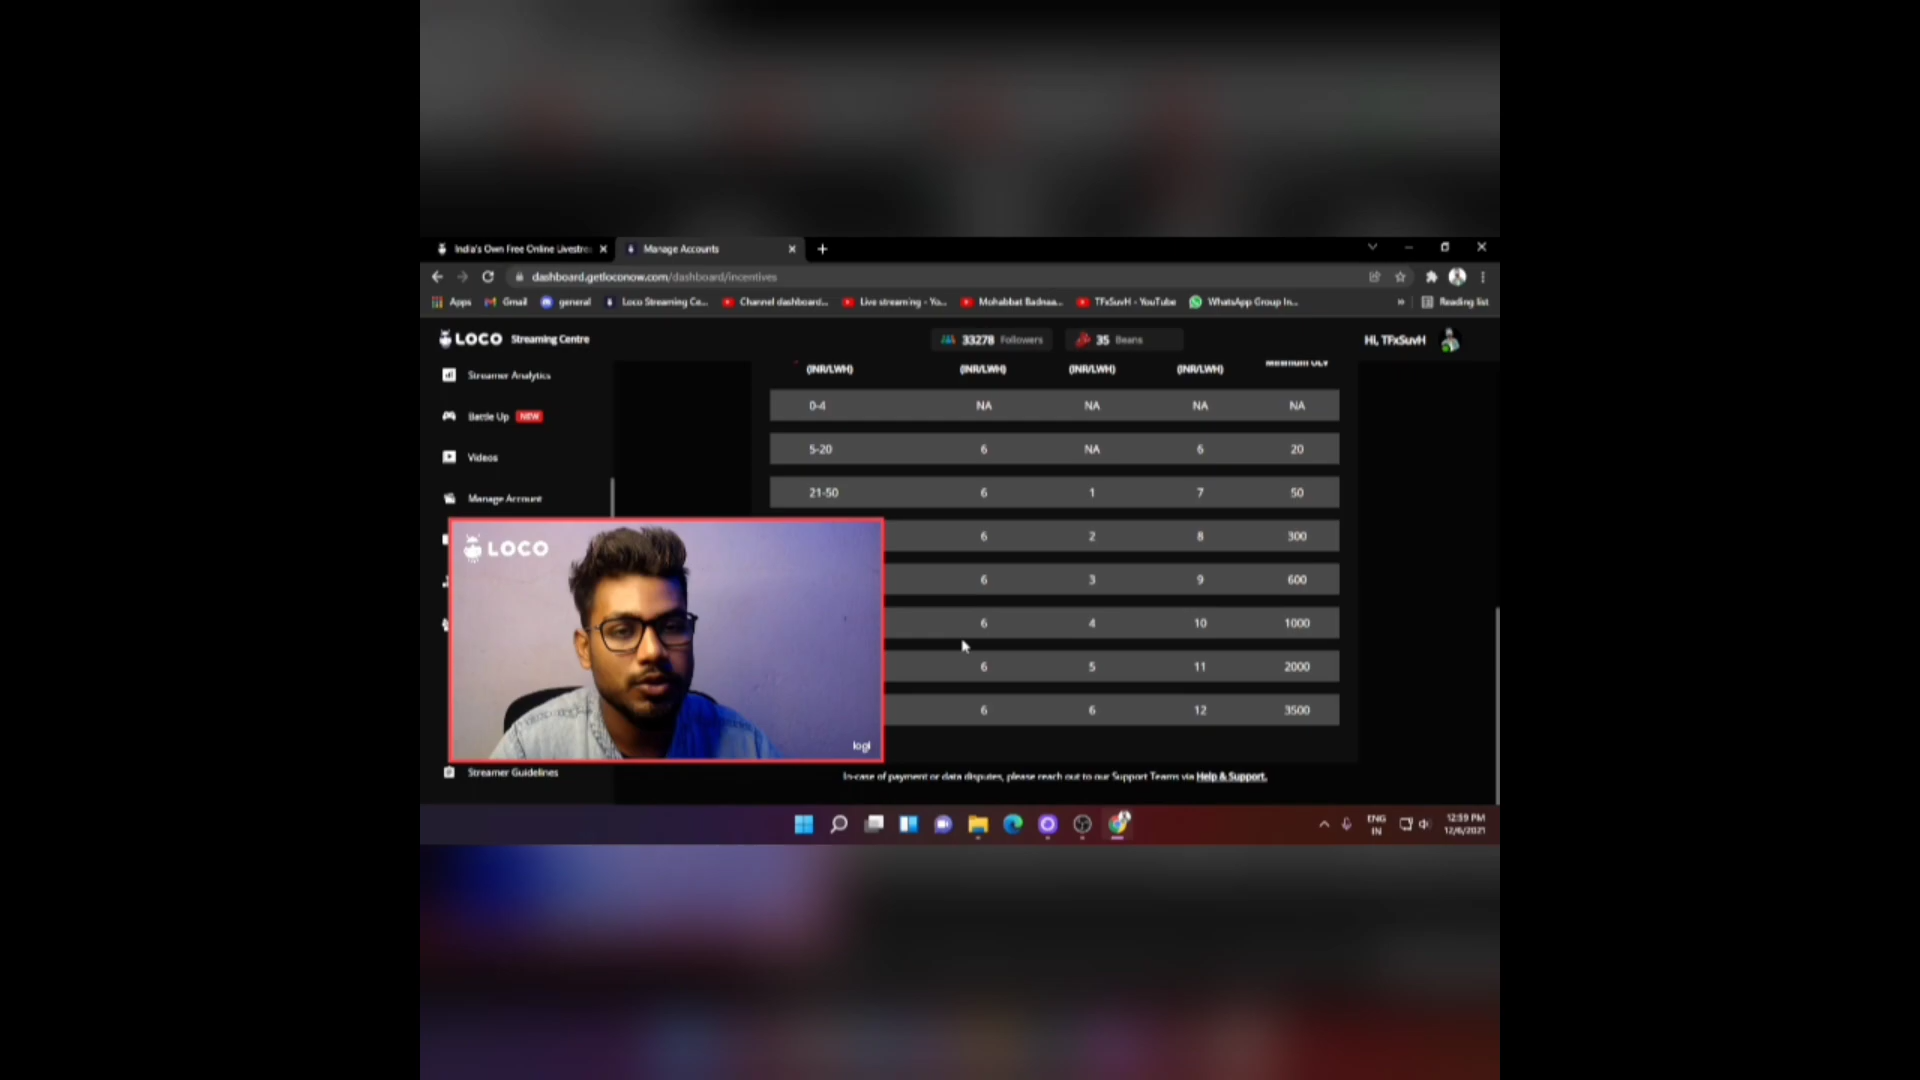 India's Own Free Online Livestre
Manage Accounts
dashboard.getloconow.com/dashboard/incentives
Apps
Gmail
general
Loco Streaming Ce...
Channel dashboard...
Live streaming - Yo...
Mohabbat Badnaa...
TFxSuvH - YouTube
WhatsApp Group In...
Reading list
LOCO Streaming Centre
33278 Followers
35 Beans
Hi, TFxSuvH
Streamer Analytics
Battle Up NEW
Videos
Manage Account
Streamer Guidelines
(INR/LWH) (INR/LWH) (INR/LWH) (INR/LWH)
0-4 NA NA NA NA
5-20 6 NA 6 20
21-50 6 1 7 50
6 2 8 300
6 3 9 600
6 4 10 1000
6 5 11 2000
6 6 12 3500
LOCO
logi
In-case of payment or data disputes, please reach out to our Support Teams via Help & Support.
ENG
IN
12:59 PM
12/6/2021